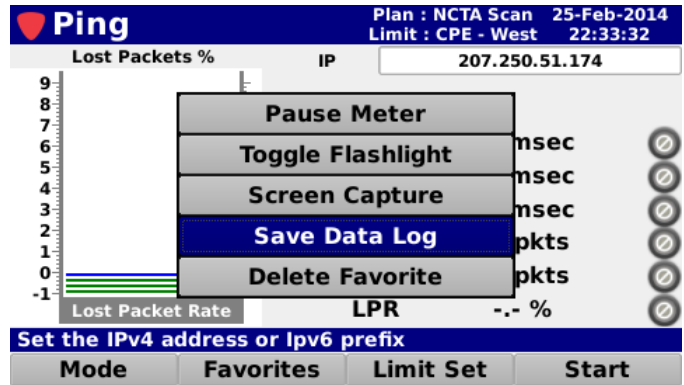 Ping
Plan : NCTA Scan 25-Feb-2014
Limit : CPE - West 22:33:32
Lost Packets %
IP 207.250.51.174
9
8
7
6
5
4
3
2
1
0
-1
Pause Meter
Toggle Flashlight
Screen Capture
Save Data Log
Delete Favorite
msec
msec
msec
pkts
pkts
Lost Packet Rate
LPR -.- %
Set the IPv4 address or Ipv6 prefix
Mode Favorites Limit Set Start